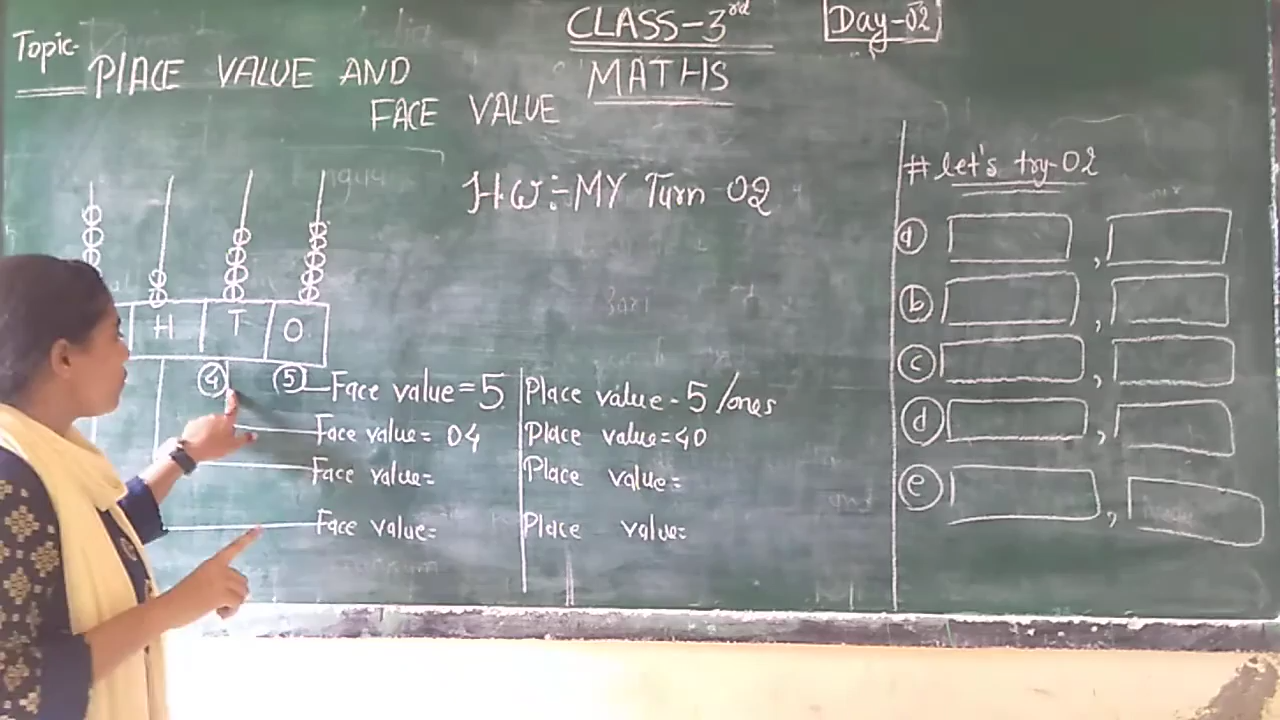 Topic-
PlACE VALUE AND
FACE VALUE
CLASS-3rd
MATHS
Day-02
HW:-MY Turn 02
H T O
4 5
Face value = 5 Place value - 5 /ones
Face value= 04 Place value=40
Face value= Place value=
Face value= Place value=
# let's try-02
a ,
b ,
c ,
d ,
e ,